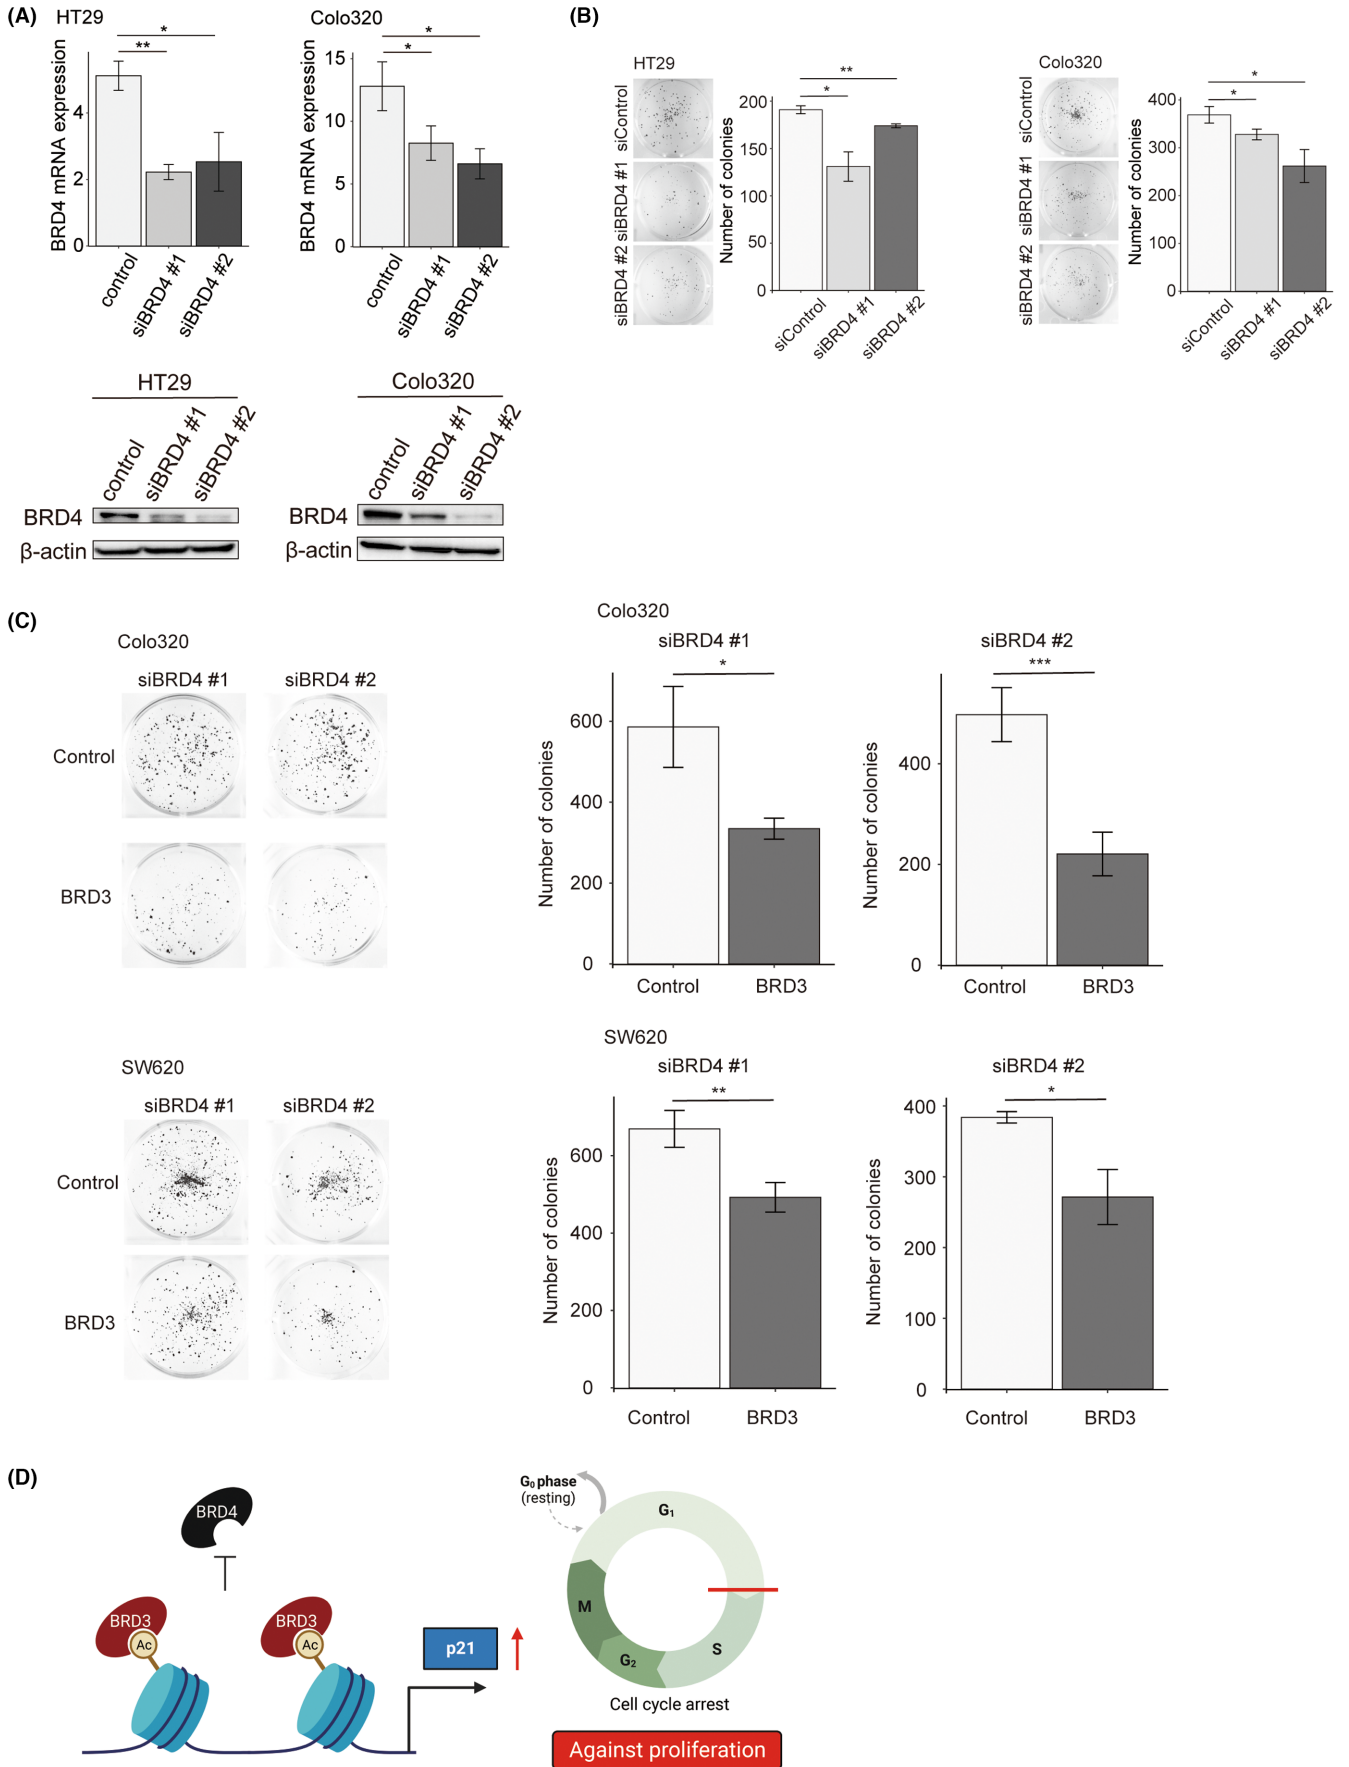 (A)
HT29
**
*
BRD4 mRNA expression
4
2
0
control
siBRD4 #1
siBRD4 #2
Colo320
*
*
BRD4 mRNA expression
15
10
5
0
control
siBRD4 #1
siBRD4 #2
HT29
control
siBRD4 #1
siBRD4 #2
BRD4
β-actin
Colo320
control
siBRD4 #1
siBRD4 #2
BRD4
β-actin
(B)
HT29
siControl
siBRD4 #1
siBRD4 #2
Number of colonies
200
150
100
50
0
**
*
siControl
siBRD4 #1
siBRD4 #2
Colo320
siControl
siBRD4 #1
siBRD4 #2
Number of colonies
400
300
200
100
0
*
*
siControl
siBRD4 #1
siBRD4 #2
(C)
Colo320
siBRD4 #1
siBRD4 #2
Control
BRD3
Colo320
siBRD4 #1
*
Number of colonies
600
400
200
0
Control
BRD3
siBRD4 #2
***
Number of colonies
400
200
0
Control
BRD3
SW620
siBRD4 #1
siBRD4 #2
Control
BRD3
SW620
siBRD4 #1
**
Number of colonies
600
400
200
0
Control
BRD3
siBRD4 #2
*
Number of colonies
400
300
200
100
0
Control
BRD3
(D)
BRD4
BRD3
Ac
BRD3
Ac
p21
G₀ phase
(resting)
G₁
S
G₂
M
Cell cycle arrest
Against proliferation